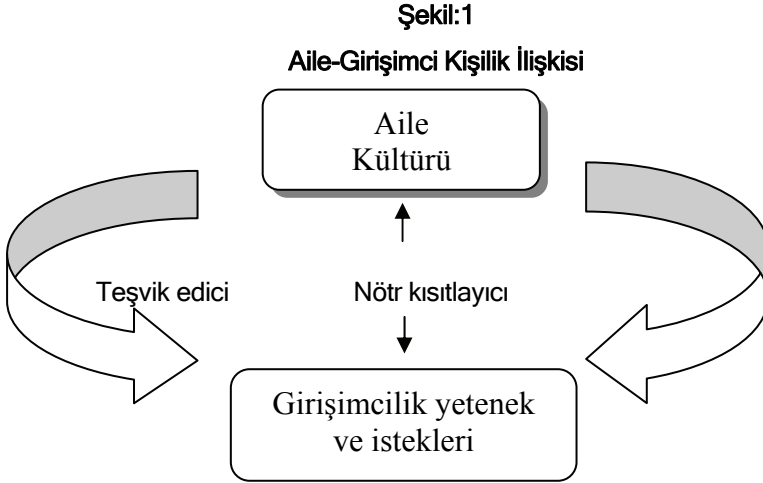 Şekil:1
Aile-Girişimci Kişilik İlişkisi
Aile
Kültürü
Teşvik edici
Nötr kısıtlayıcı
Girişimcilik yetenek
ve istekleri